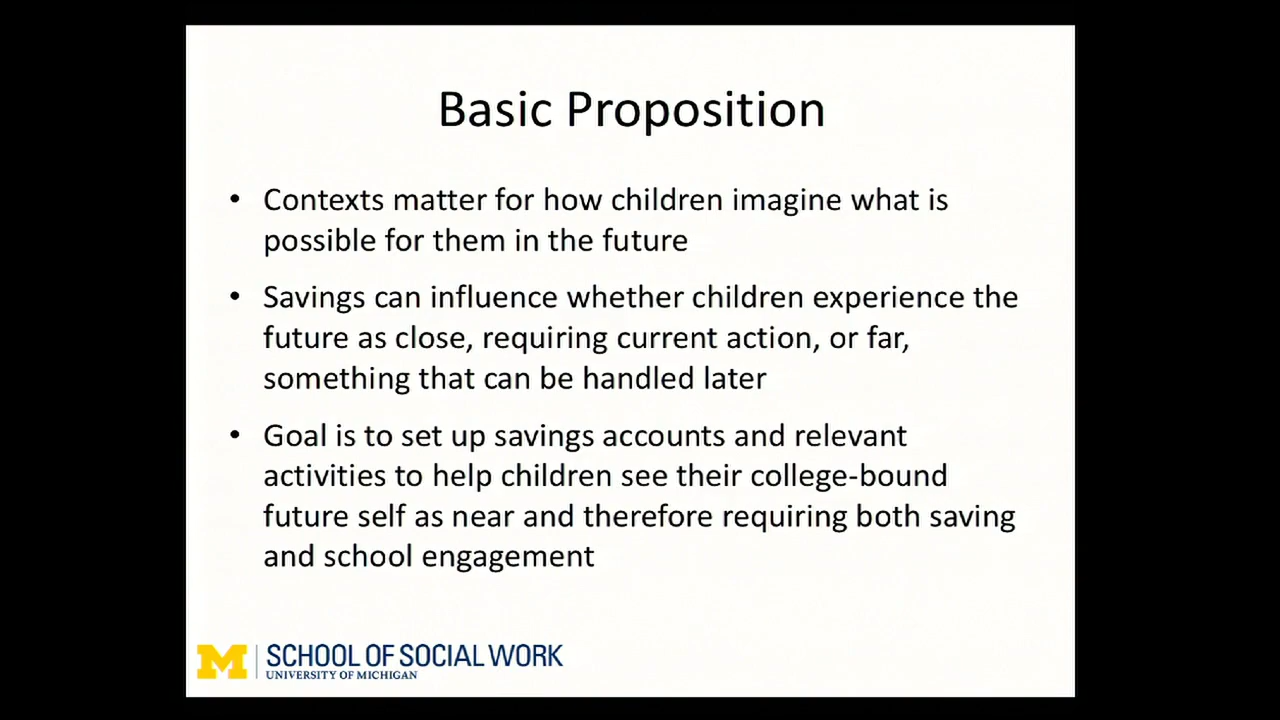 Basic Proposition
• Contexts matter for how children imagine what is
possible for them in the future
• Savings can influence whether children experience the
future as close, requiring current action, or far,
something that can be handled later
• Goal is to set up savings accounts and relevant
activities to help children see their college-bound
future self as near and therefore requiring both saving
and school engagement
M
SCHOOL OF SOCIAL WORK
UNIVERSITY OF MICHIGAN